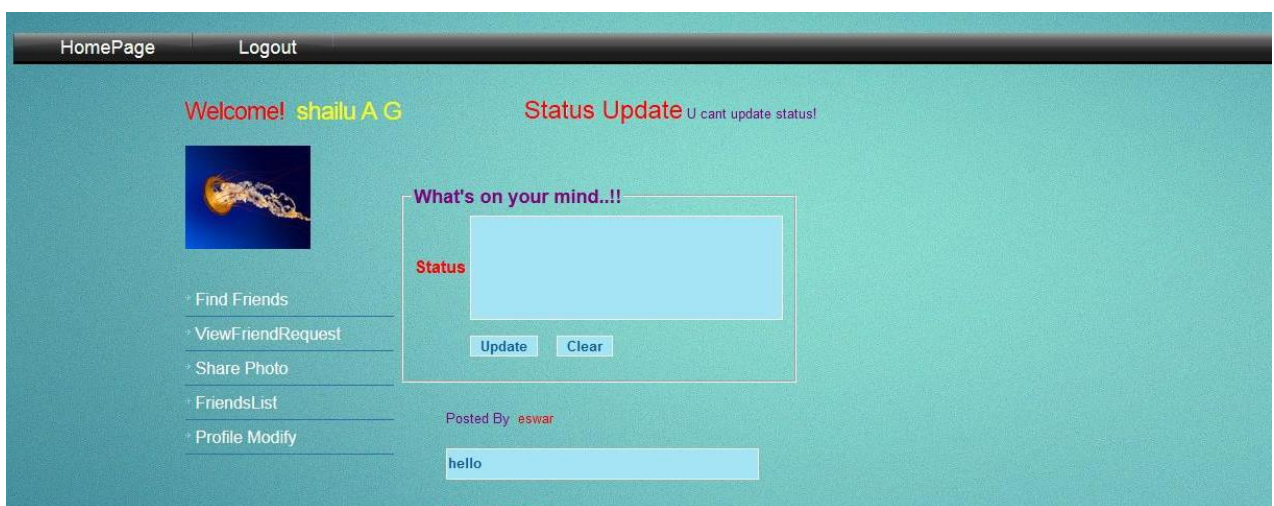 HomePage Logout
Welcome! shailu A G
Status Update U cant update status!
What's on your mind..!!
Status
Update Clear
Find Friends
ViewFriendRequest
Share Photo
FriendsList
Profile Modify
Posted By eswar
hello